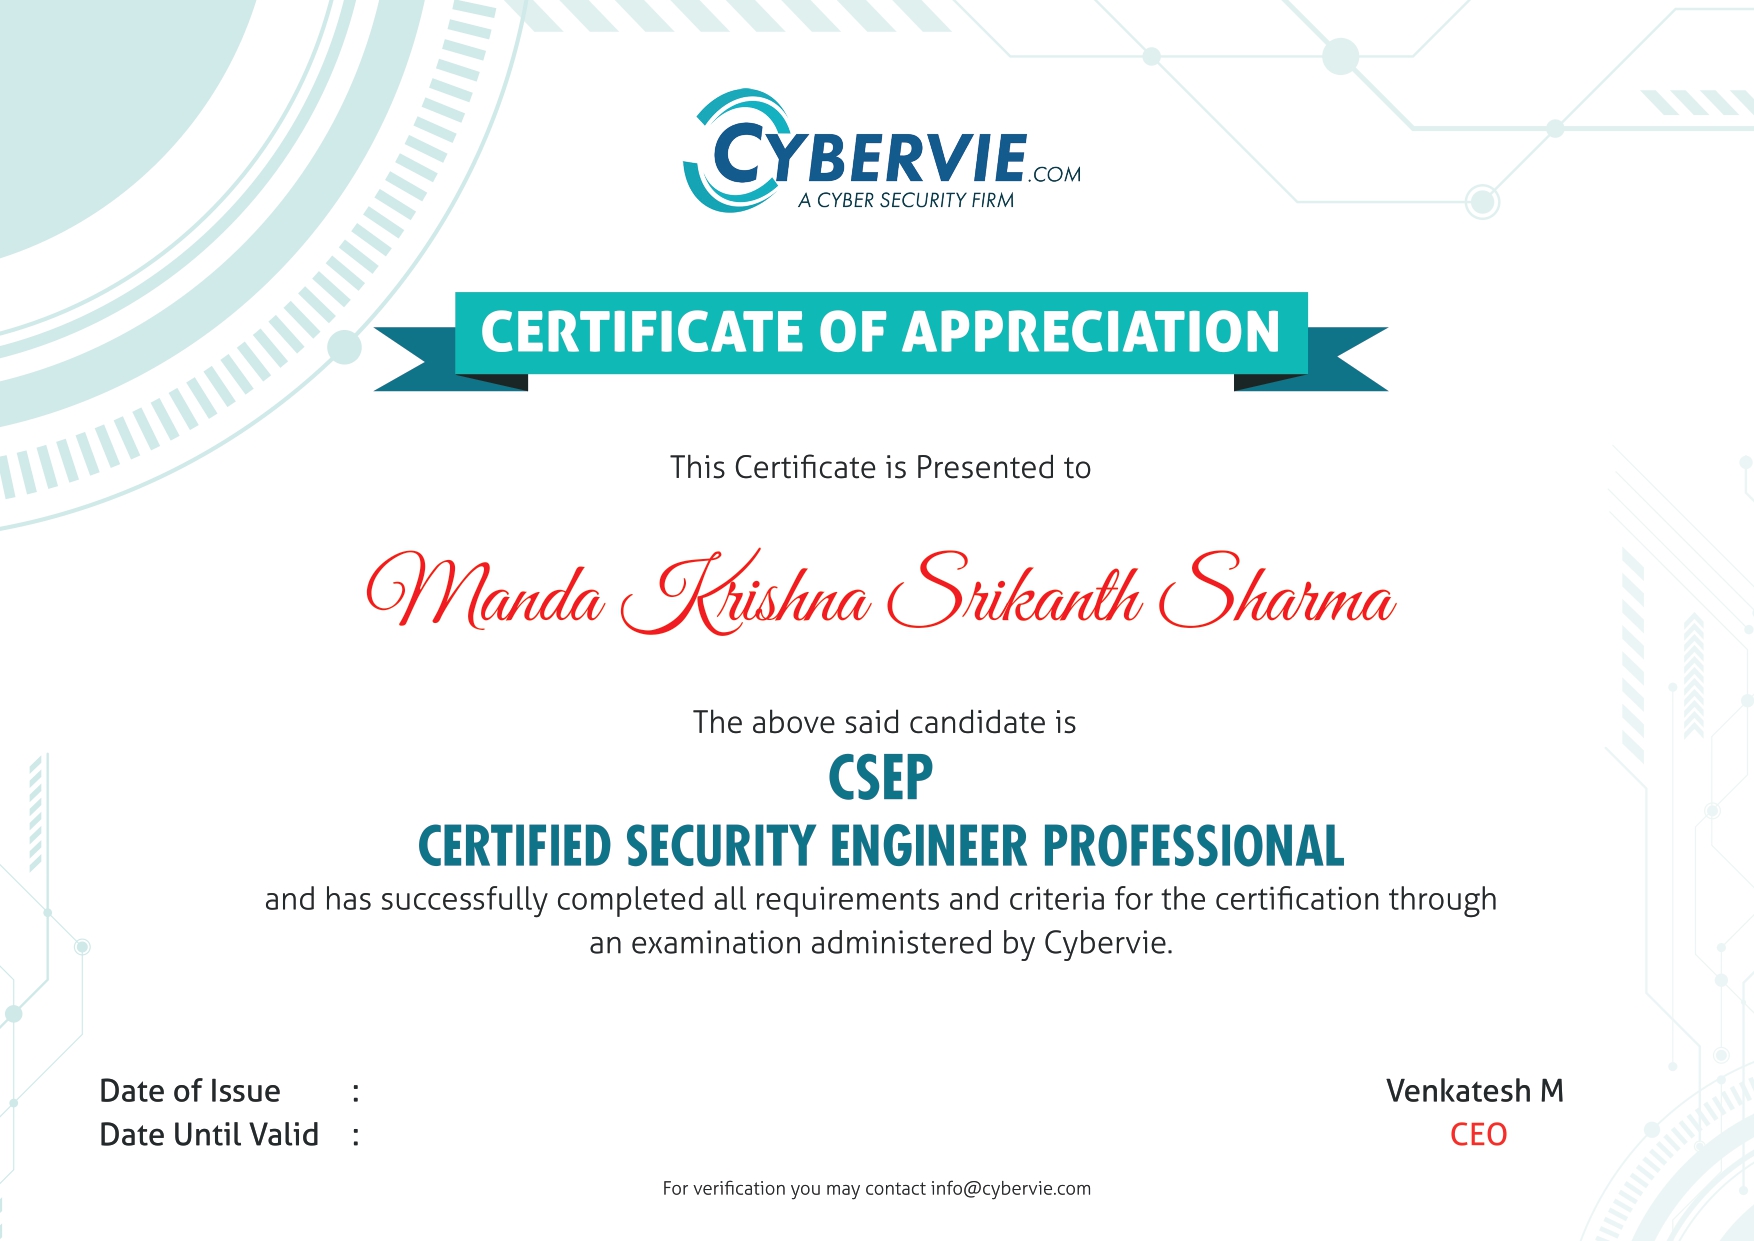 CYBERVIE.COM
A CYBER SECURITY FIRM
CERTIFICATE OF APPRECIATION
This Certificate is Presented to
Manda Krishna Srikanth Sharma
The above said candidate is
CSEP
CERTIFIED SECURITY ENGINEER PROFESSIONAL
and has successfully completed all requirements and criteria for the certification through
an examination administered by Cybervie.
Date of Issue :
Date Until Valid :
Venkatesh M
CEO
For verification you may contact info@cybervie.com